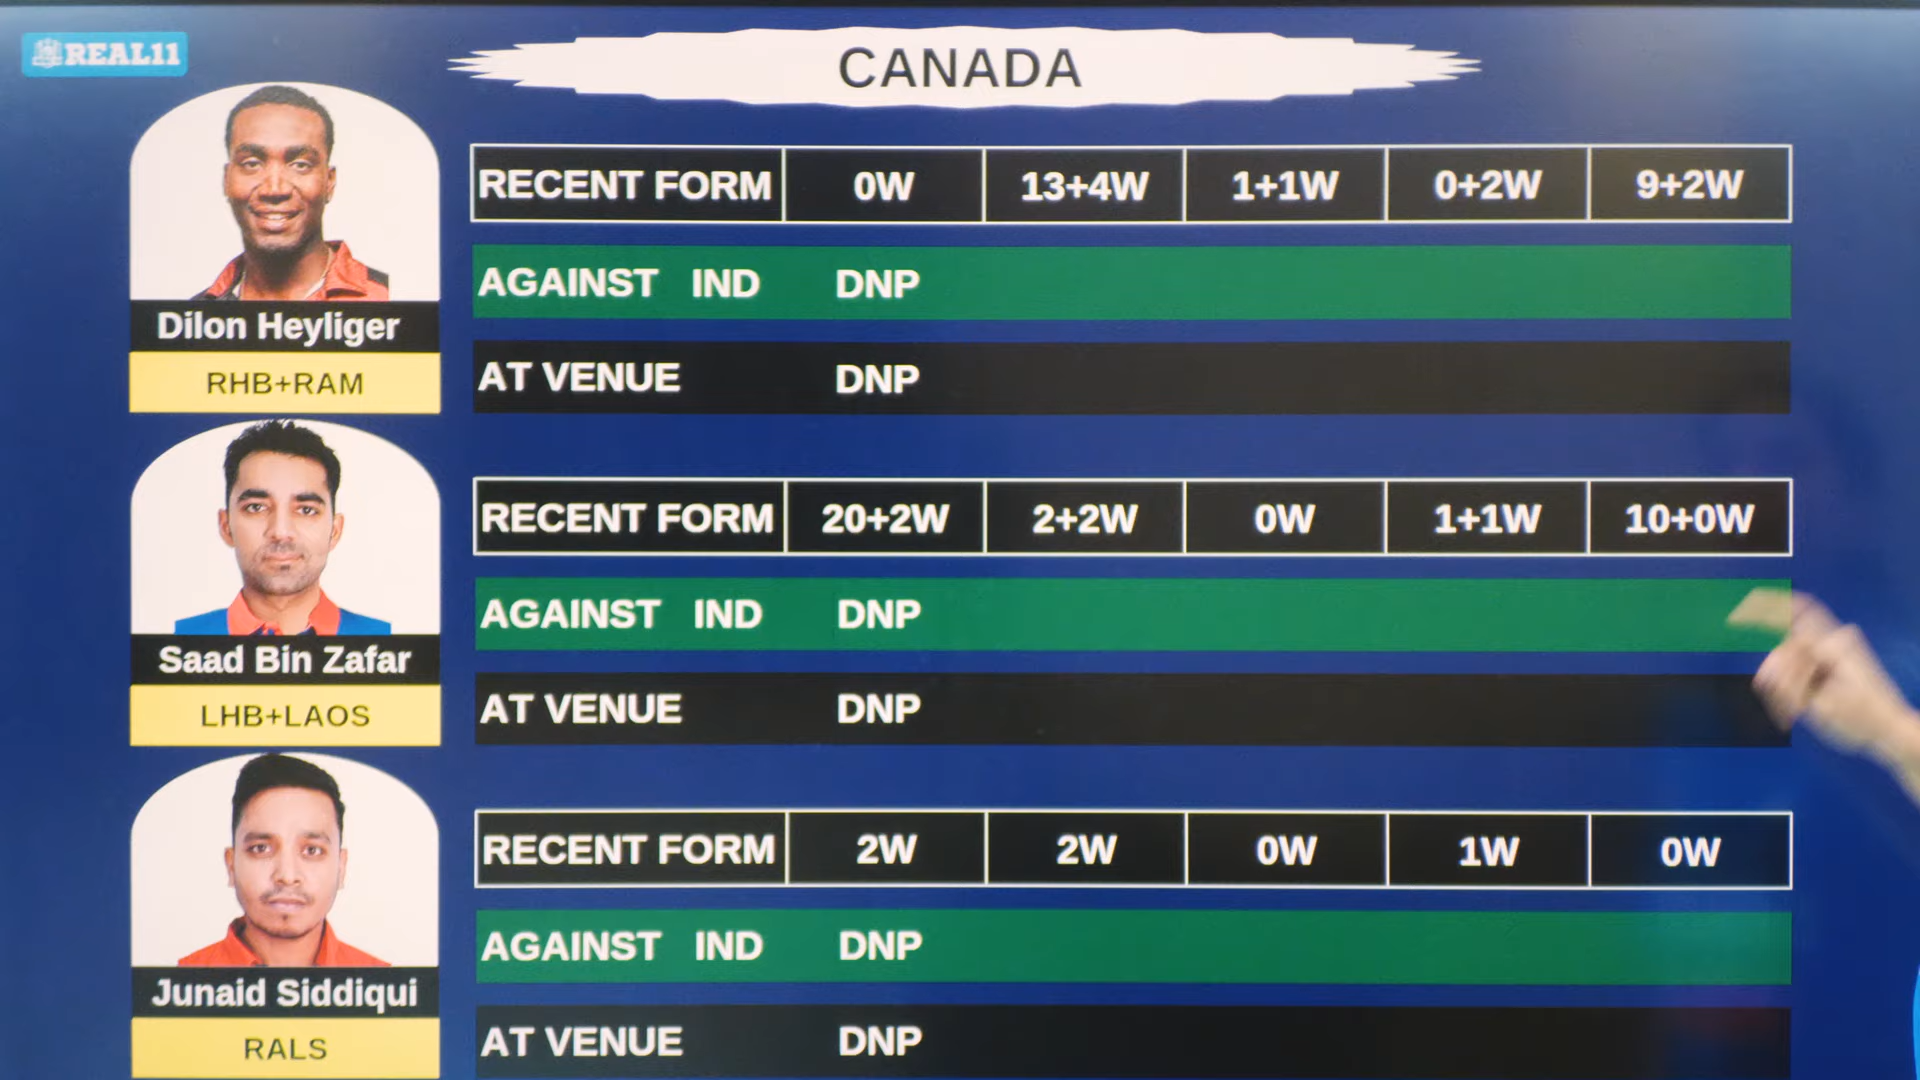 REAL11
CANADA
RECENT FORM 0W 13+4W 1+1W 0+2W 9+2W
AGAINST IND DNP
AT VENUE DNP
Dilon Heyliger
RHB+RAM
RECENT FORM 20+2W 2+2W 0W 1+1W 10+0W
AGAINST IND DNP
AT VENUE DNP
Saad Bin Zafar
LHB+LAOS
RECENT FORM 2W 2W 0W 1W 0W
AGAINST IND DNP
AT VENUE DNP
Junaid Siddiqui
RALS